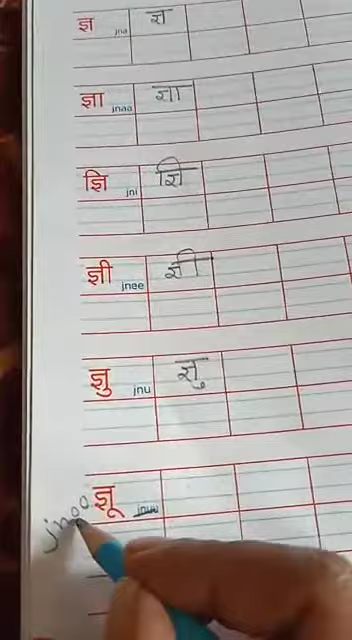 ज्ञ jna ज्ञ
ज्ञा jnaa ज्ञा
ज्ञि jni ज्ञि
ज्ञी jnee ज्ञी
ज्ञु jnu ज्ञु
jnoo ज्ञू jnuu